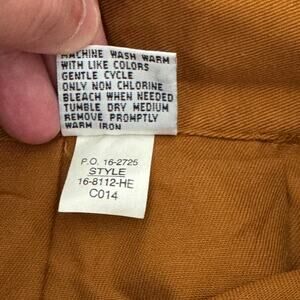 MACHINE WASH WARM
WITH LIKE COLORS
GENTLE CYCLE
ONLY NON CHLORINE
BLEACH WHEN NEEDED
TUMBLE DRY MEDIUM
REMOVE PROMPTLY
WARM IRON
P.O. 16-2725
STYLE
16-8112-HE
C014